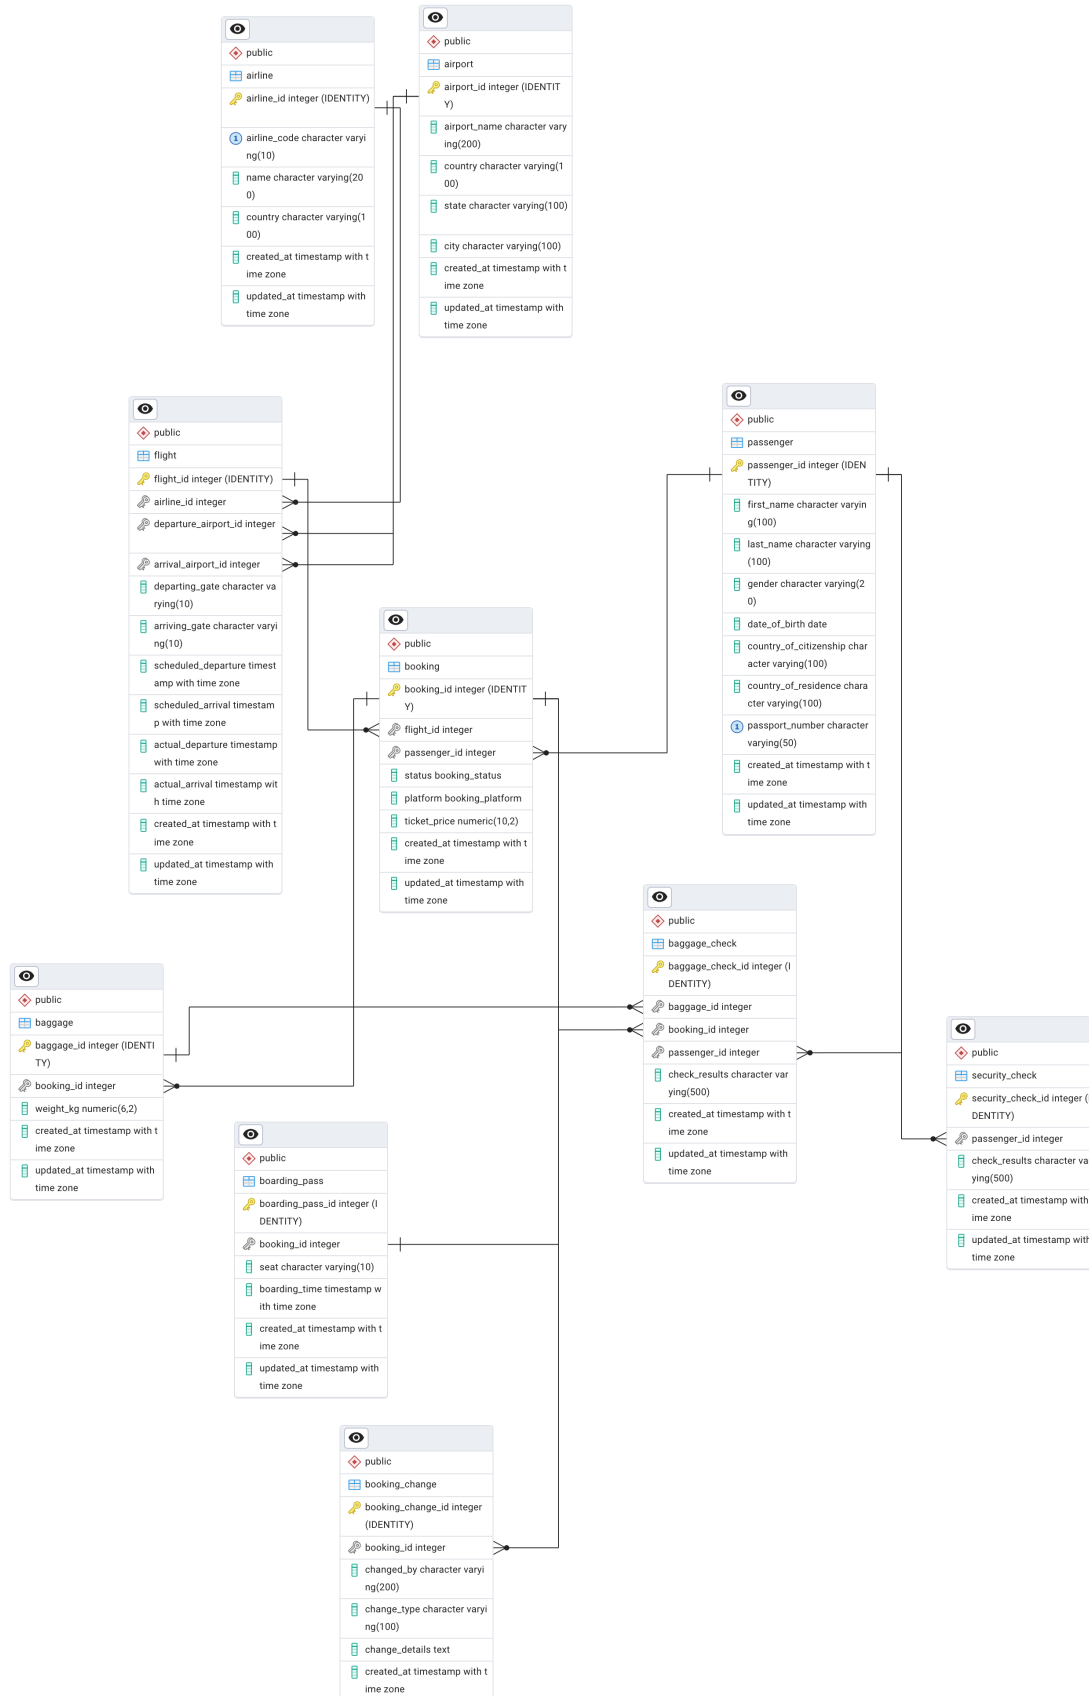 public
airline
airline_id integer (IDENTITY)
airline_code character varyi
ng(10)
name character varying(20
0)
country character varying(1
00)
created_at timestamp with t
ime zone
updated_at timestamp with
time zone
public
airport
airport_id integer (IDENTIT
Y)
airport_name character vary
ing(200)
country character varying(1
00)
state character varying(100)
city character varying(100)
created_at timestamp with t
ime zone
updated_at timestamp with
time zone
public
flight
flight_id integer (IDENTITY)
airline_id integer
departure_airport_id integer
arrival_airport_id integer
departing_gate character va
rying(10)
arriving_gate character varyi
ng(10)
scheduled_departure timest
amp with time zone
scheduled_arrival timestam
p with time zone
actual_departure timestamp
with time zone
actual_arrival timestamp wit
h time zone
created_at timestamp with t
ime zone
updated_at timestamp with
time zone
public
passenger
passenger_id integer (IDEN
TITY)
first_name character varyin
g(100)
last_name character varying
(100)
gender character varying(2
0)
date_of_birth date
country_of_citizenship char
acter varying(100)
country_of_residence chara
cter varying(100)
passport_number character
varying(50)
created_at timestamp with t
ime zone
updated_at timestamp with
time zone
public
booking
booking_id integer (IDENTIT
Y)
flight_id integer
passenger_id integer
status booking_status
platform booking_platform
ticket_price numeric(10,2)
created_at timestamp with t
ime zone
updated_at timestamp with
time zone
public
baggage_check
baggage_check_id integer (I
DENTITY)
baggage_id integer
booking_id integer
passenger_id integer
check_results character var
ying(500)
created_at timestamp with t
ime zone
updated_at timestamp with
time zone
public
baggage
baggage_id integer (IDENTI
TY)
booking_id integer
weight_kg numeric(6,2)
created_at timestamp with t
ime zone
updated_at timestamp with
time zone
public
security_check
security_check_id integer (
DENTITY)
passenger_id integer
check_results character va
ying(500)
created_at timestamp with
ime zone
updated_at timestamp with
time zone
public
boarding_pass
boarding_pass_id integer (I
DENTITY)
booking_id integer
seat character varying(10)
boarding_time timestamp w
ith time zone
created_at timestamp with t
ime zone
updated_at timestamp with
time zone
public
booking_change
booking_change_id integer
(IDENTITY)
booking_id integer
changed_by character varyi
ng(200)
change_type character varyi
ng(100)
change_details text
created_at timestamp with t
ime zone